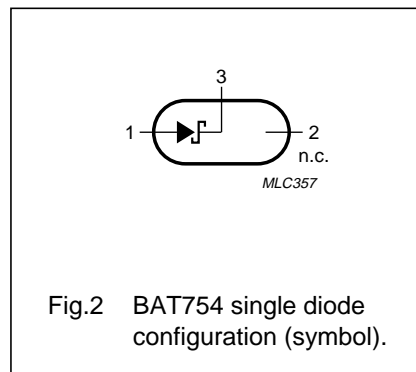 3
1
2
n.c.
MLC357
Fig.2 BAT754 single diode
configuration (symbol).